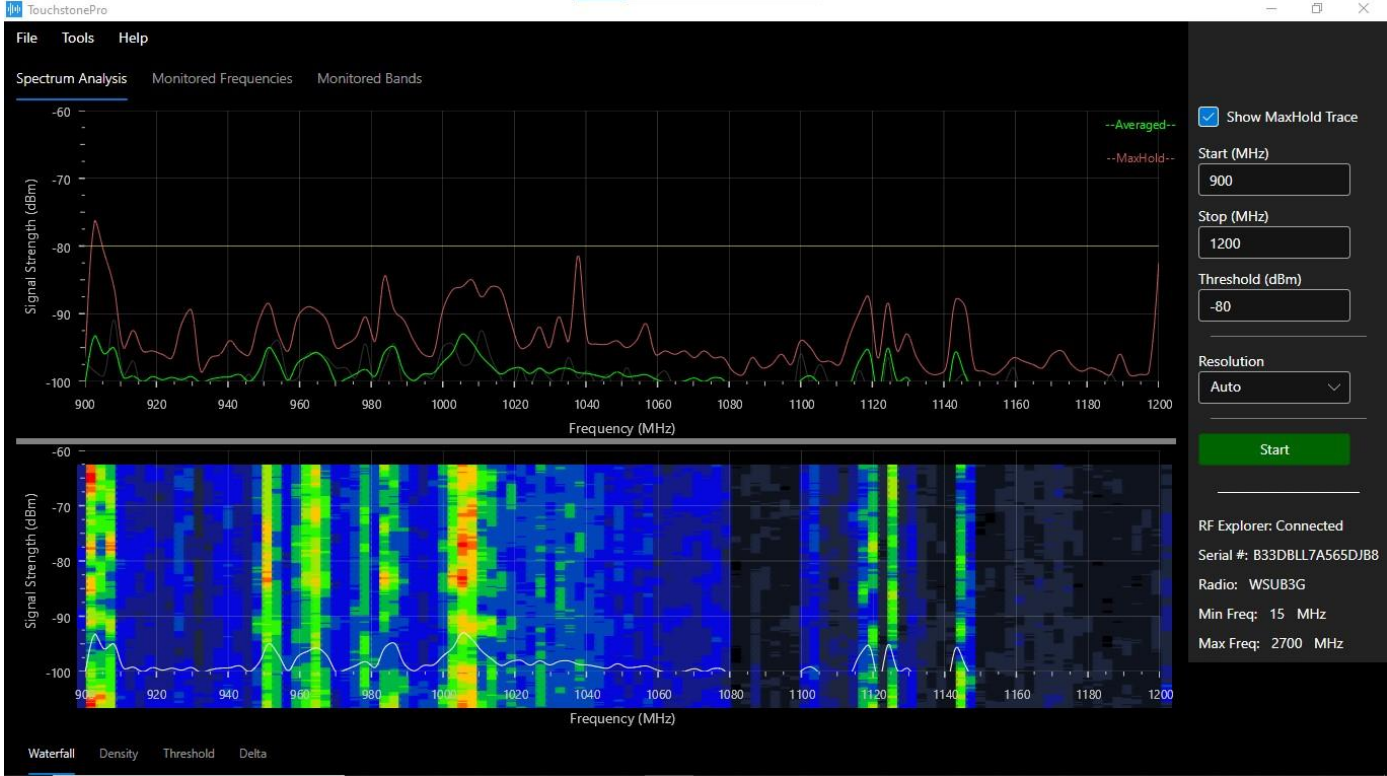 TouchstonePro
File Tools Help
Spectrum Analysis Monitored Frequencies Monitored Bands
--Averaged--
--MaxHold--
-60
-70
-80
-90
-100
Signal Strength (dBm)
900 920 940 960 980 1000 1020 1040 1060 1080 1100 1120 1140 1160 1180 1200
Frequency (MHz)
-60
-70
-80
-90
-100
Signal Strength (dBm)
900 920 940 960 980 1000 1020 1040 1060 1080 1100 1120 1140 1160 1180 1200
Frequency (MHz)
Waterfall Density Threshold Delta
Show MaxHold Trace
Start (MHz)
900
Stop (MHz)
1200
Threshold (dBm)
-80
Resolution
Auto
Start
RF Explorer: Connected
Serial #: B33DBLL7A565DJB8
Radio: WSUB3G
Min Freq: 15 MHz
Max Freq: 2700 MHz